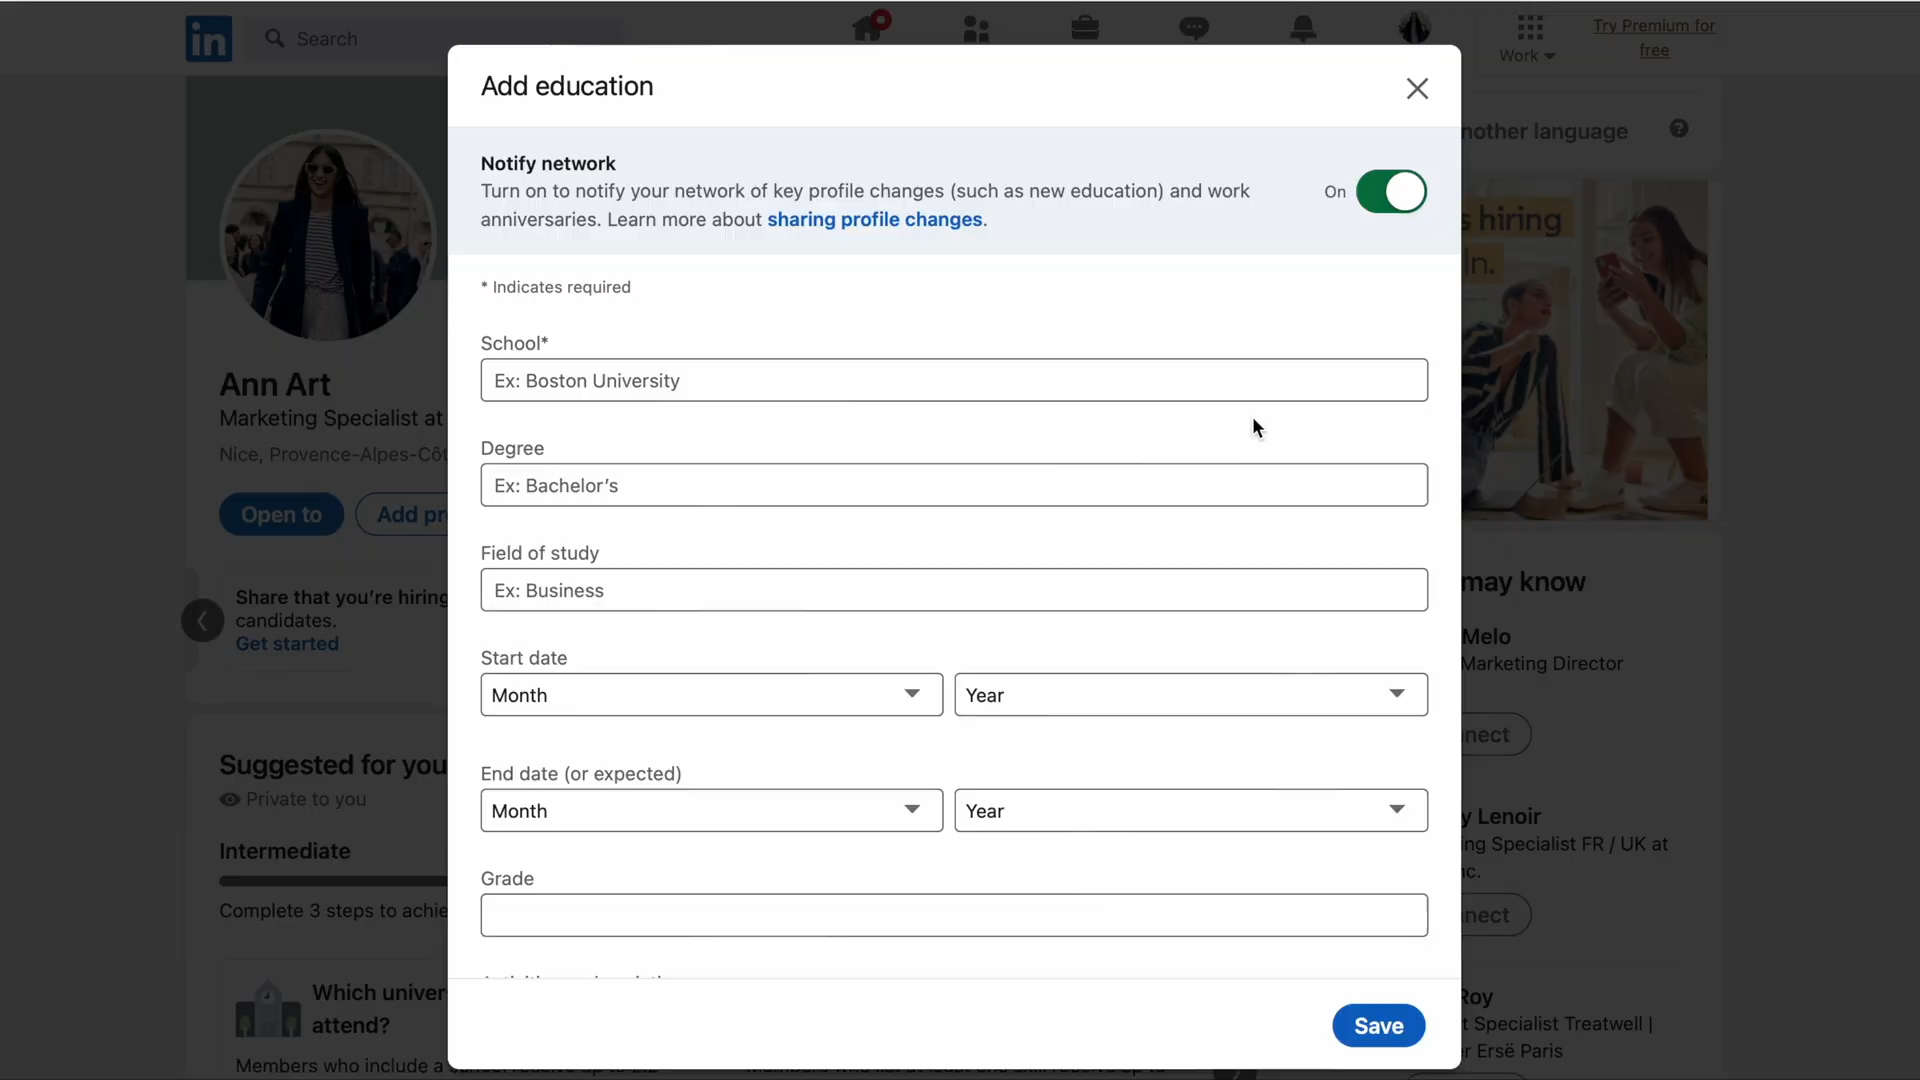 in
Search
Work
Try Premium for
free
Add education
Notify network
Turn on to notify your network of key profile changes (such as new education) and work
anniversaries. Learn more about sharing profile changes.
On
* Indicates required
School*
Ex: Boston University
Degree
Ex: Bachelor's
Field of study
Ex: Business
Start date
Month
Year
End date (or expected)
Month
Year
Grade
Save
Ann Art
Marketing Specialist at
Nice, Provence-Alpes-Côt
Open to
Add pr
Share that you're hiring
candidates.
Get started
Suggested for you
Private to you
Intermediate
Complete 3 steps to achie
Which univer
attend?
Members who include a
nother language
s hiring
In.
may know
Melo
Marketing Director
nect
y Lenoir
ing Specialist FR / UK at
nc.
nect
Roy
t Specialist Treatwell |
r Ersë Paris